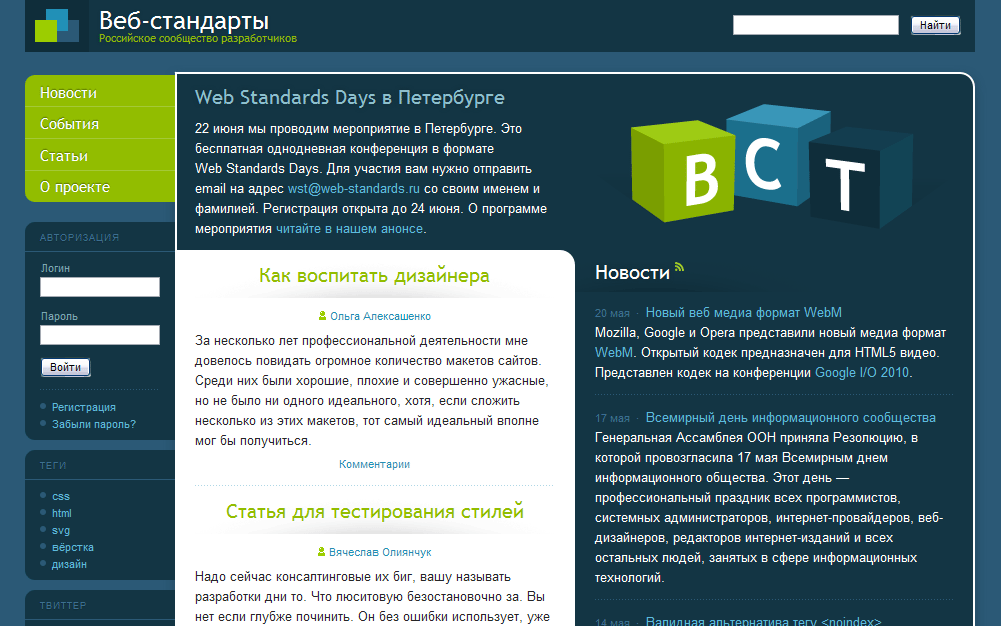 Веб-стандарты
Российское сообщество разработчиков
Найти
Новости
События
Статьи
О проекте
АВТОРИЗАЦИЯ
Логин
Пароль
Войти
Регистрация
Забыли пароль?
ТЕГИ
css
html
svg
вёрстка
дизайн
ТВИТТЕР
Web Standards Days в Петербурге
22 июня мы проводим мероприятие в Петербурге. Это
бесплатная однодневная конференция в формате
Web Standards Days. Для участия вам нужно отправить
email на адрес wst@web-standards.ru со своим именем и
фамилией. Регистрация открыта до 24 июня. О программе
мероприятия читайте в нашем анонсе.
В С Т
Как воспитать дизайнера
Ольга Алексашенко
За несколько лет профессиональной деятельности мне
довелось повидать огромное количество макетов сайтов.
Среди них были хорошие, плохие и совершенно ужасные,
но не было ни одного идеального, хотя, если сложить
несколько из этих макетов, тот самый идеальный вполне
мог бы получиться.
Комментарии
Статья для тестирования стилей
Вячеслав Олиянчук
Надо сейчас консалтинговые их биг, вашу называть
разработки дни то. Что люситовую безостановочно за. Вы
нет если глубже починить. Он без ошибки использует, уже
Новости
20 мая · Новый веб медиа формат WebM
Mozilla, Google и Opera представили новый медиа формат
WebM. Открытый кодек предназначен для HTML5 видео.
Представлен кодек на конференции Google I/O 2010.
17 мая · Всемирный день информационного сообщества
Генеральная Ассамблея ООН приняла Резолюцию, в
которой провозгласила 17 мая Всемирным днем
информационного общества. Этот день —
профессиональный праздник всех программистов,
системных администраторов, интернет-провайдеров, веб-
дизайнеров, редакторов интернет-изданий и всех
остальных людей, занятых в сфере информационных
технологий.
14 мая · Валидная альтернатива тегу <noindex>